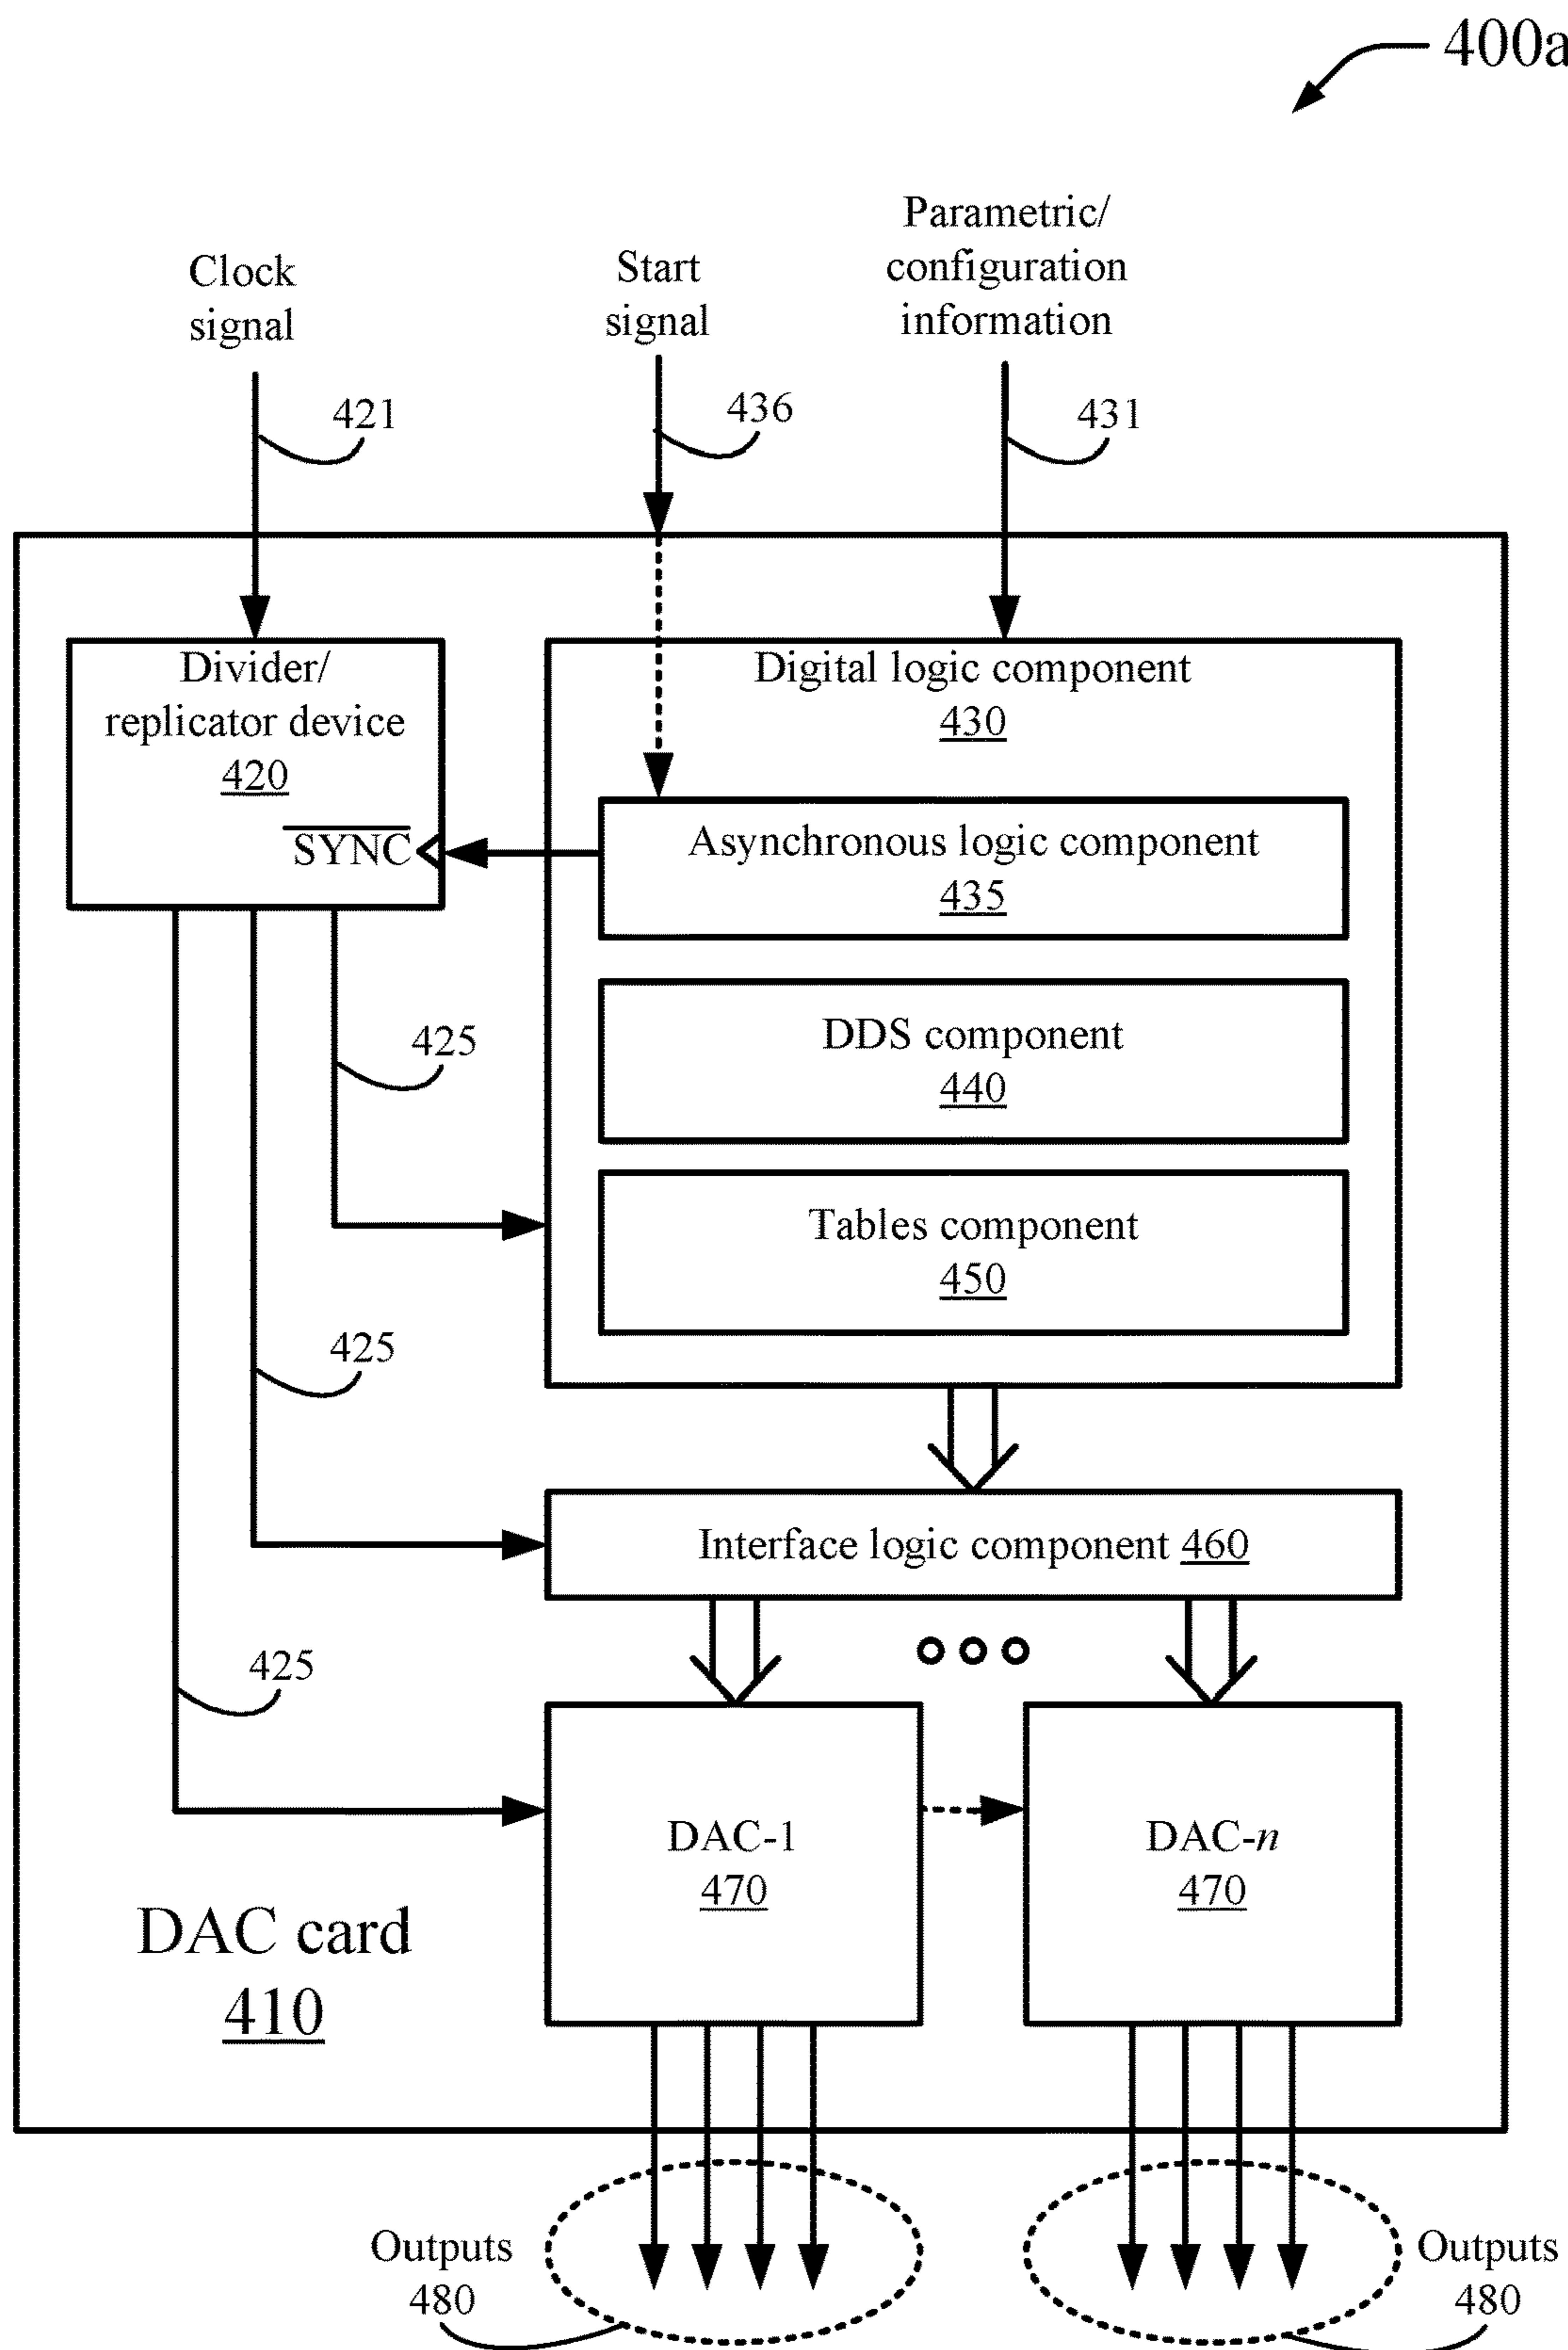 400a
Parametric/
configuration
information
Clock
signal
Start
signal
421
436
431
Divider/
replicator device
420
SYNC
Digital logic component
430
Asynchronous logic component
435
DDS component
440
425
Tables component
450
425
Interface logic component 460
425
DAC-1
470
DAC-n
470
DAC card
410
Outputs
480
Outputs
480